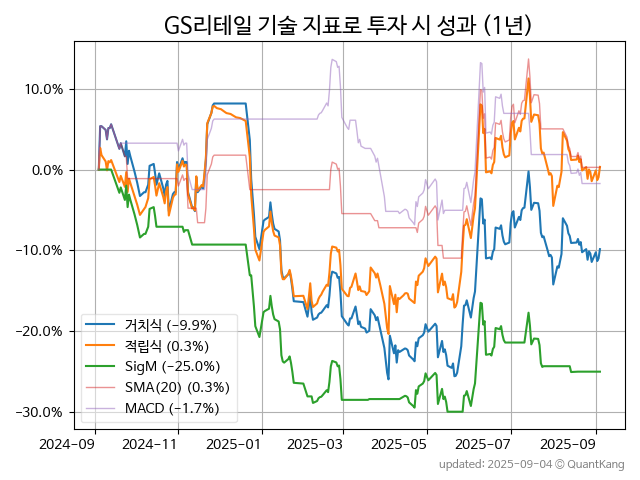 GS리테일 기술 지표로 투자 시 성과 (1년)
10.0%
0.0%
−10.0%
−20.0%
−30.0%
거치식 (−9.9%)
적립식 (0.3%)
SigM (−25.0%)
SMA(20) (0.3%)
MACD (−1.7%)
2024-09 2024-11 2025-01 2025-03 2025-05 2025-07 2025-09
updated: 2025-09-04 © QuantKang